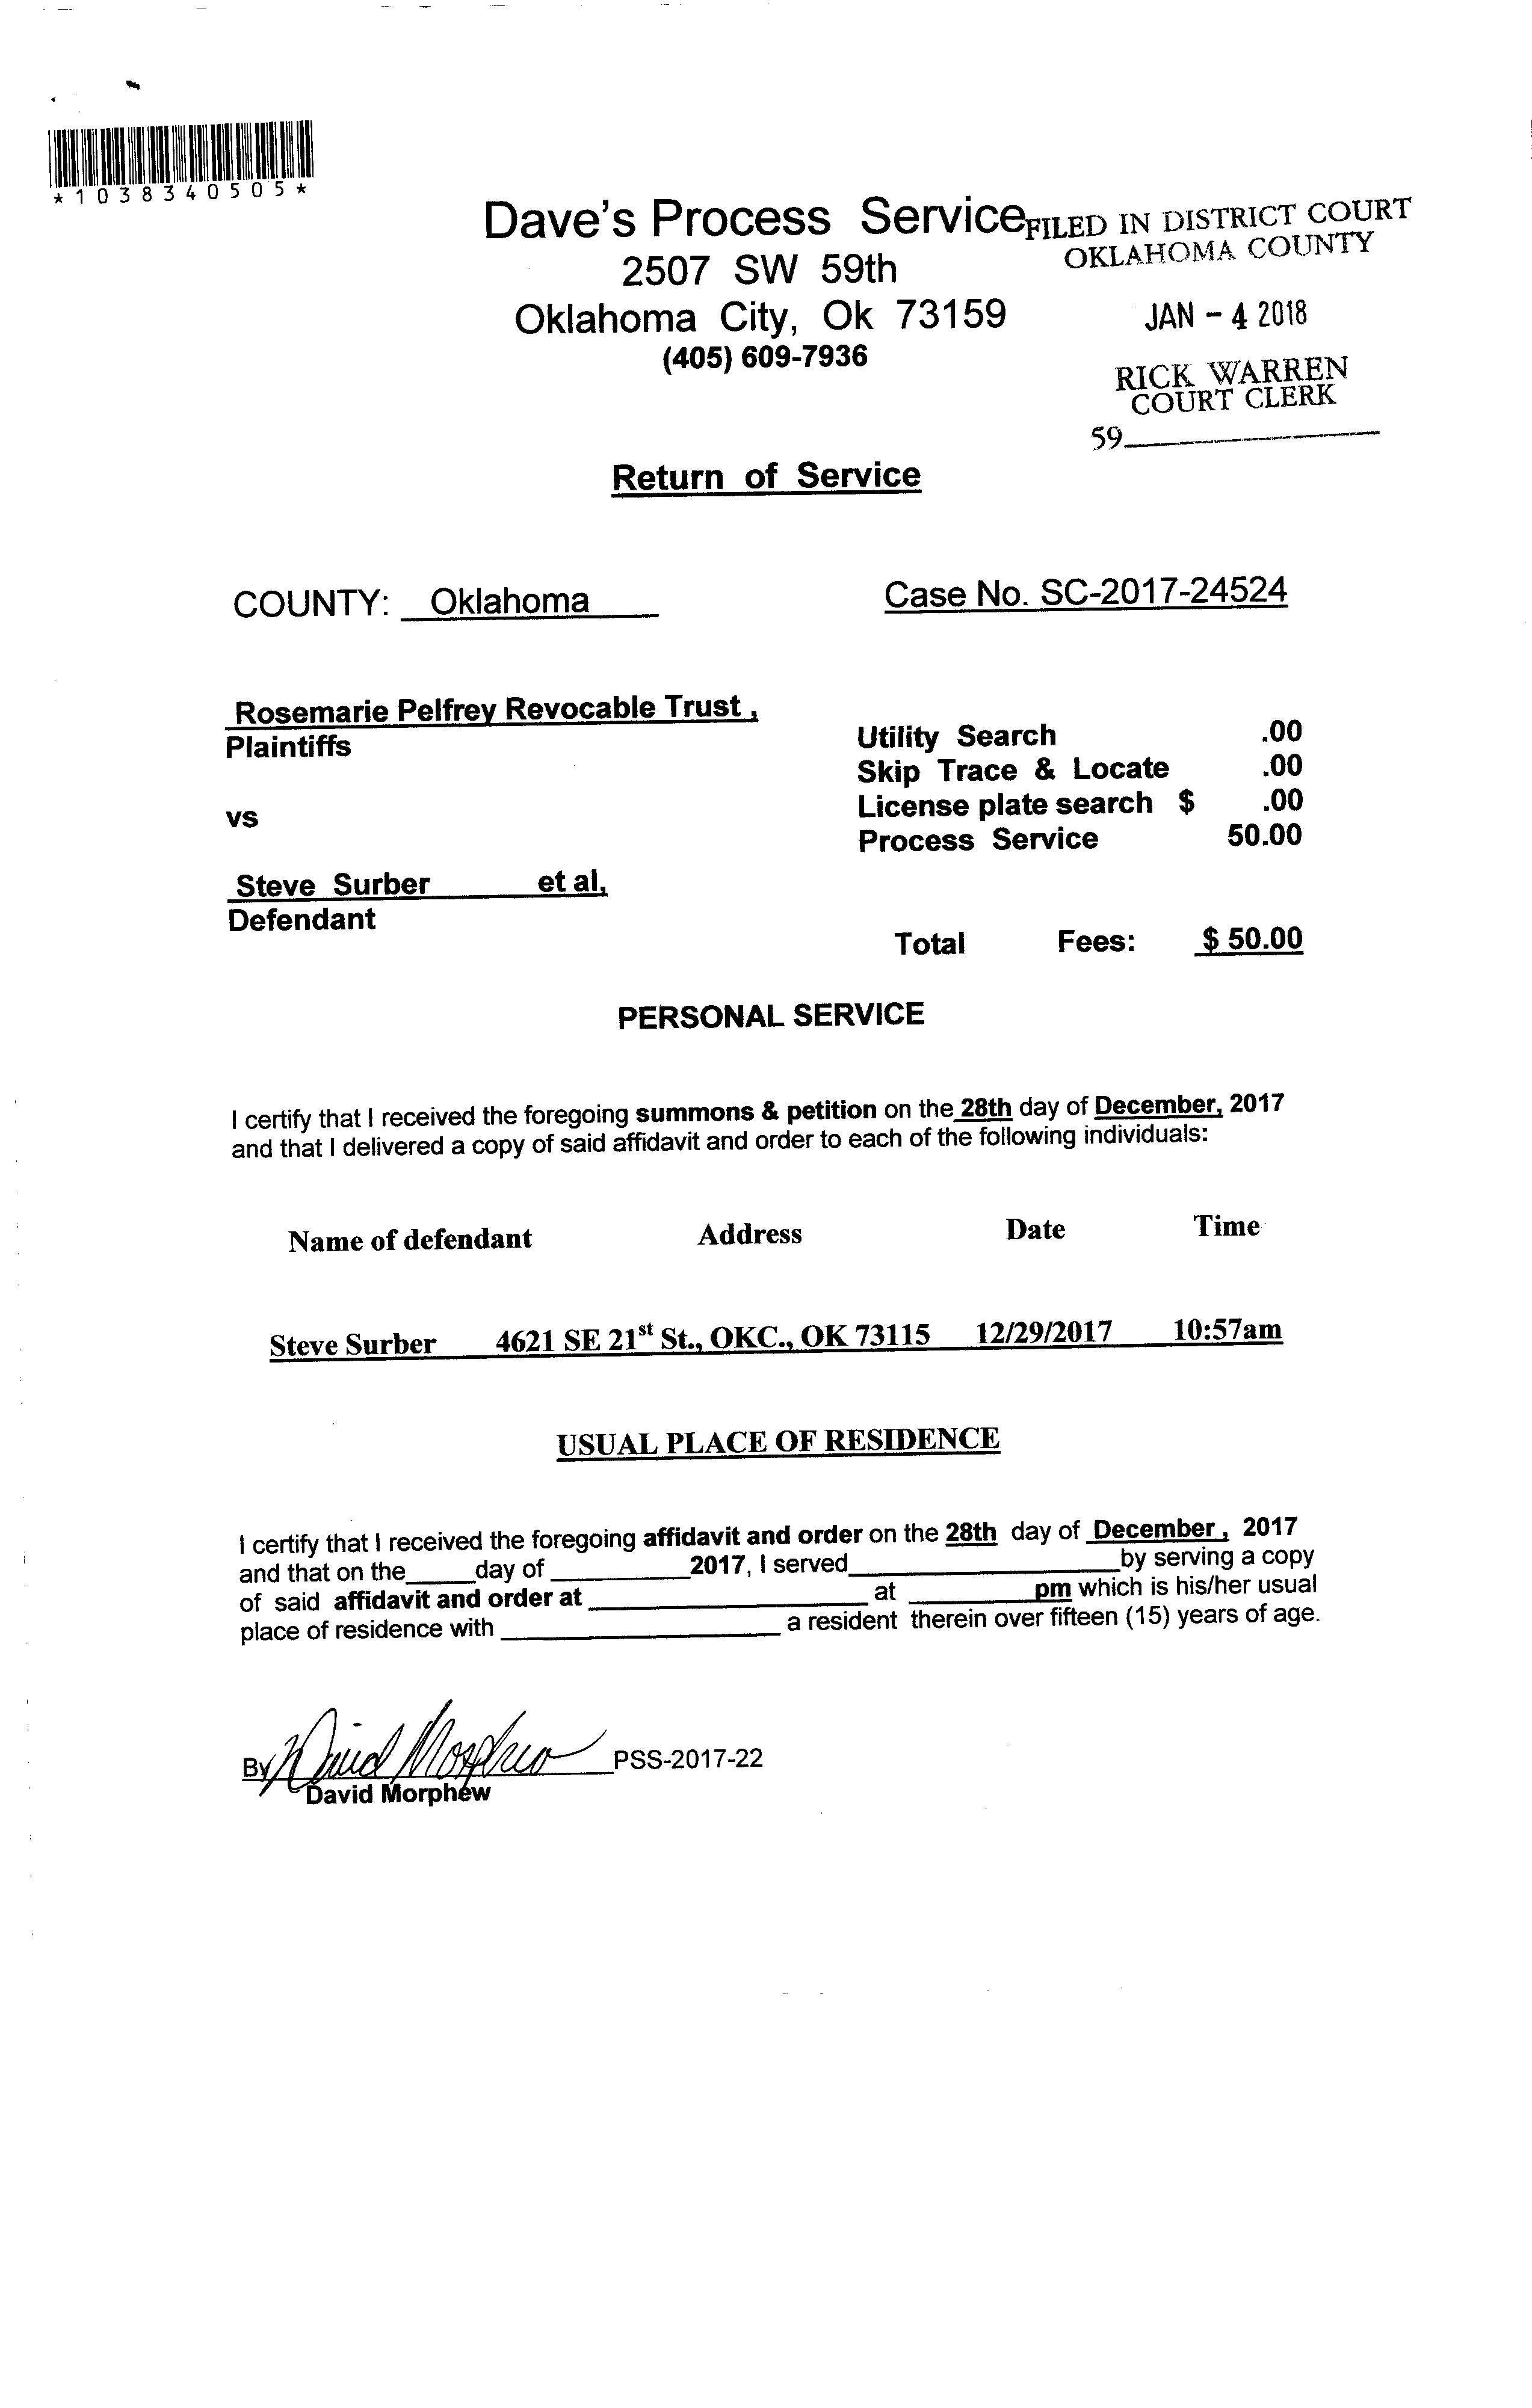 *1038340505*
Dave's Process Service
2507 SW 59th
Oklahoma City, Ok 73159
(405) 609-7936
FILED IN DISTRICT COURT
OKLAHOMA COUNTY
JAN - 4 2018
RICK WARREN
COURT CLERK
59____________
Return of Service
COUNTY: Oklahoma
Case No. SC-2017-24524
Rosemarie Pelfrey Revocable Trust ,
Plaintiffs
vs
Steve Surber et al,
Defendant
Utility Search .00
Skip Trace & Locate .00
License plate search $ .00
Process Service 50.00
Total Fees: $ 50.00
PERSONAL SERVICE
I certify that I received the foregoing summons & petition on the 28th day of December, 2017
and that I delivered a copy of said affidavit and order to each of the following individuals:
Name of defendant Address Date Time
Steve Surber 4621 SE 21st St., OKC., OK 73115 12/29/2017 10:57am
USUAL PLACE OF RESIDENCE
I certify that I received the foregoing affidavit and order on the 28th day of December , 2017
and that on the_____day of __________2017, I served____________________by serving a copy
of said affidavit and order at ____________________ at _________pm which is his/her usual
place of residence with ____________________ a resident therein over fifteen (15) years of age.
By David Morphew PSS-2017-22
David Morphew